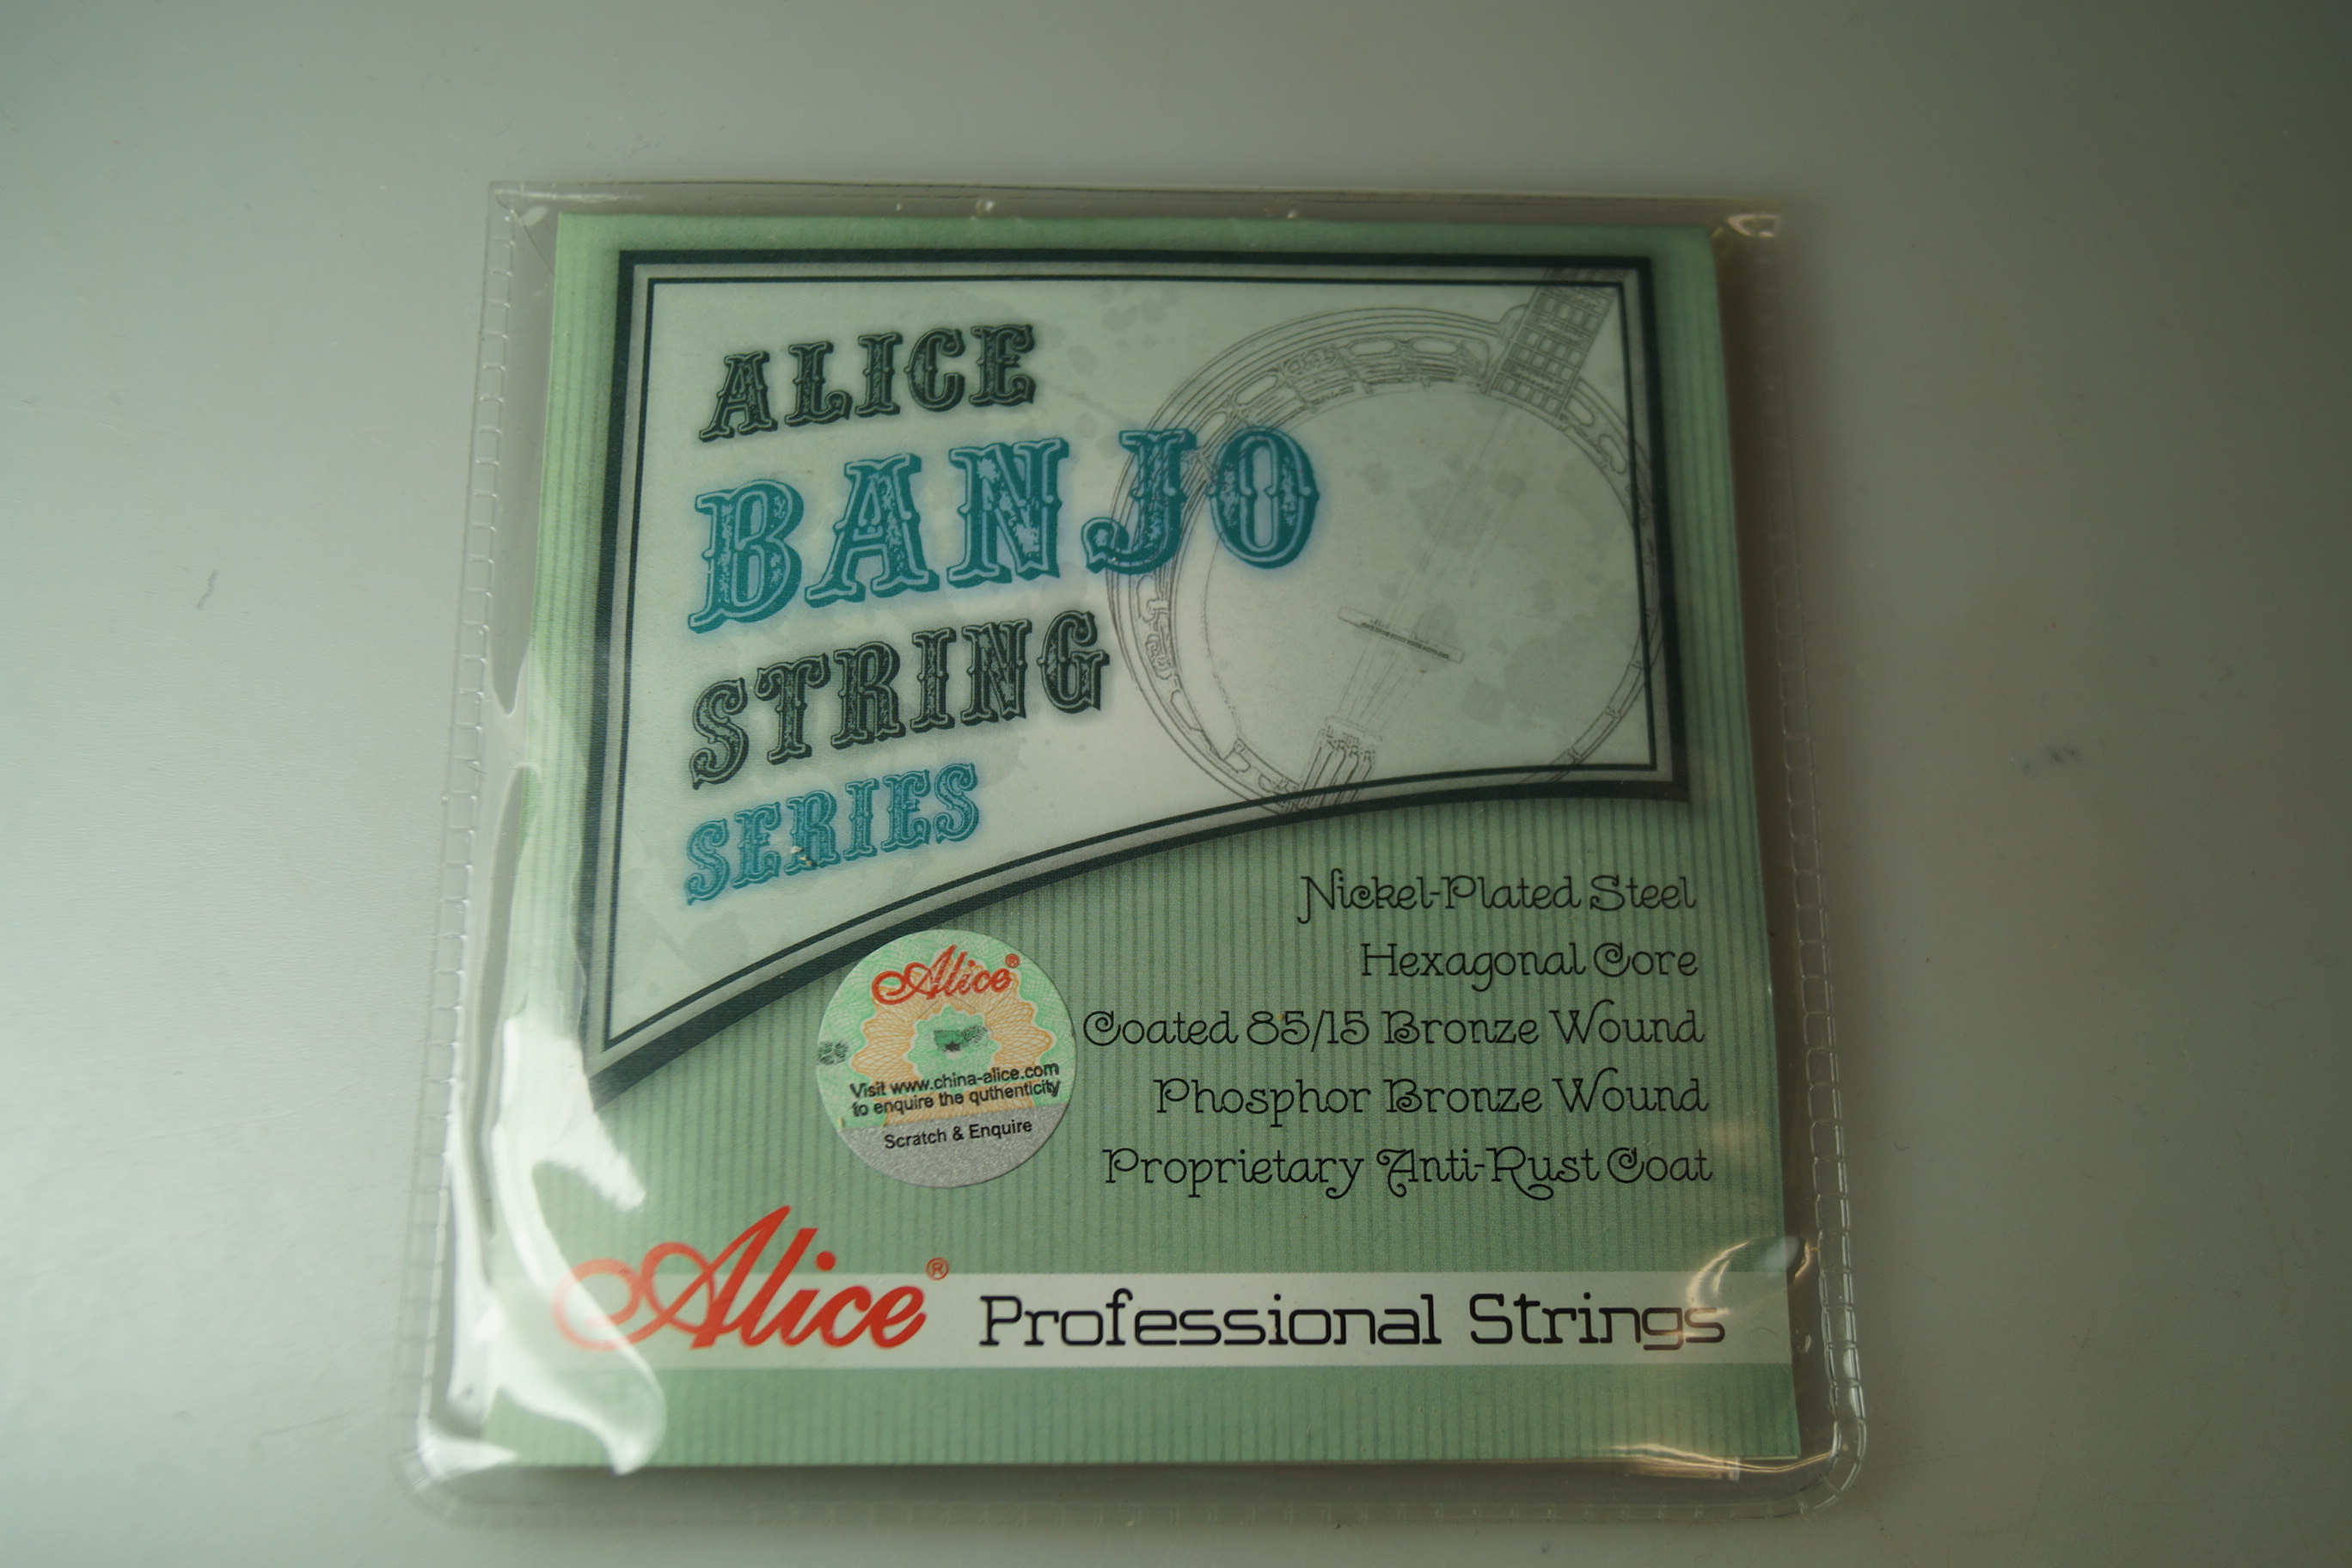 ALICE
BANJO
STRING
SERIES
Nickel-Plated Steel
Hexagonal Core
Coated 85/15 Bronze Wound
Phosphor Bronze Wound
Proprietary Anti-Rust Coat
Alice®
Visit www.china-alice.com
to enquire the quthenticity
Scratch & Enquire
Alice® Professional Strings